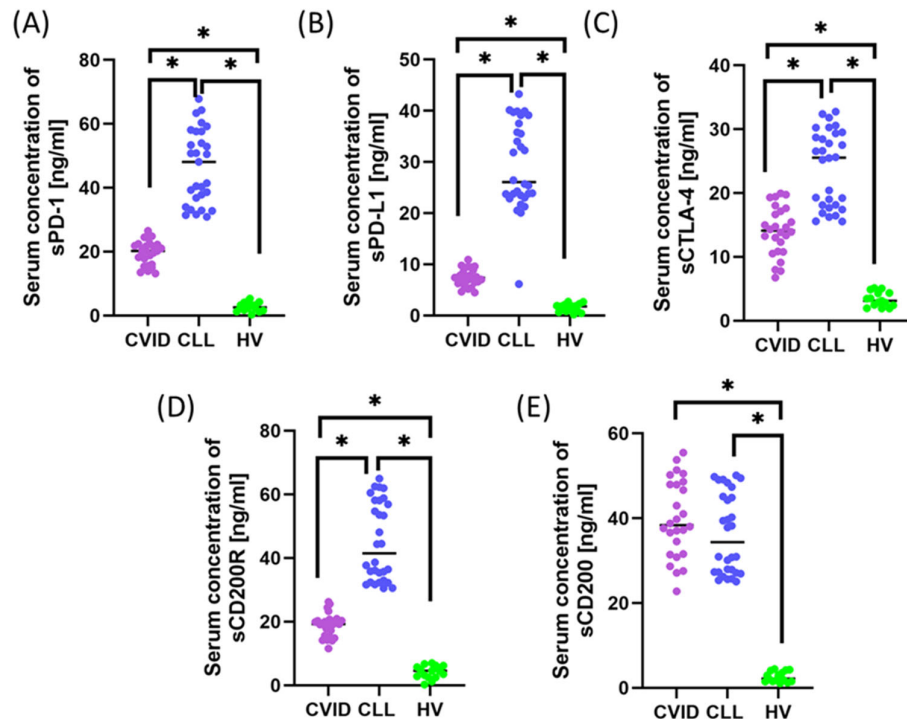 (A)
Serum concentration of
sPD-1 [ng/ml]
80
60
40
20
0
* * *
CVID CLL HV
(B)
Serum concentration of
sPD-L1 [ng/ml]
50
40
30
20
10
0
* * *
CVID CLL HV
(C)
Serum concentration of
sCTLA-4 [ng/ml]
40
30
20
10
0
* * *
CVID CLL HV
(D)
Serum concentration of
sCD200R [ng/ml]
80
60
40
20
0
* * *
CVID CLL HV
(E)
Serum concentration of
sCD200 [ng/ml]
60
40
20
0
* *
CVID CLL HV